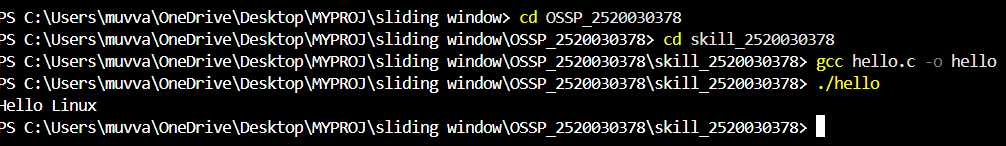 PS C:\Users\muvva\OneDrive\Desktop\MYPROJ\sliding window> cd OSSP_2520030378
PS C:\Users\muvva\OneDrive\Desktop\MYPROJ\sliding window\OSSP_2520030378> cd skill_2520030378
PS C:\Users\muvva\OneDrive\Desktop\MYPROJ\sliding window\OSSP_2520030378\skill_2520030378> gcc hello.c -o hello
PS C:\Users\muvva\OneDrive\Desktop\MYPROJ\sliding window\OSSP_2520030378\skill_2520030378> ./hello
Hello Linux
PS C:\Users\muvva\OneDrive\Desktop\MYPROJ\sliding window\OSSP_2520030378\skill_2520030378>